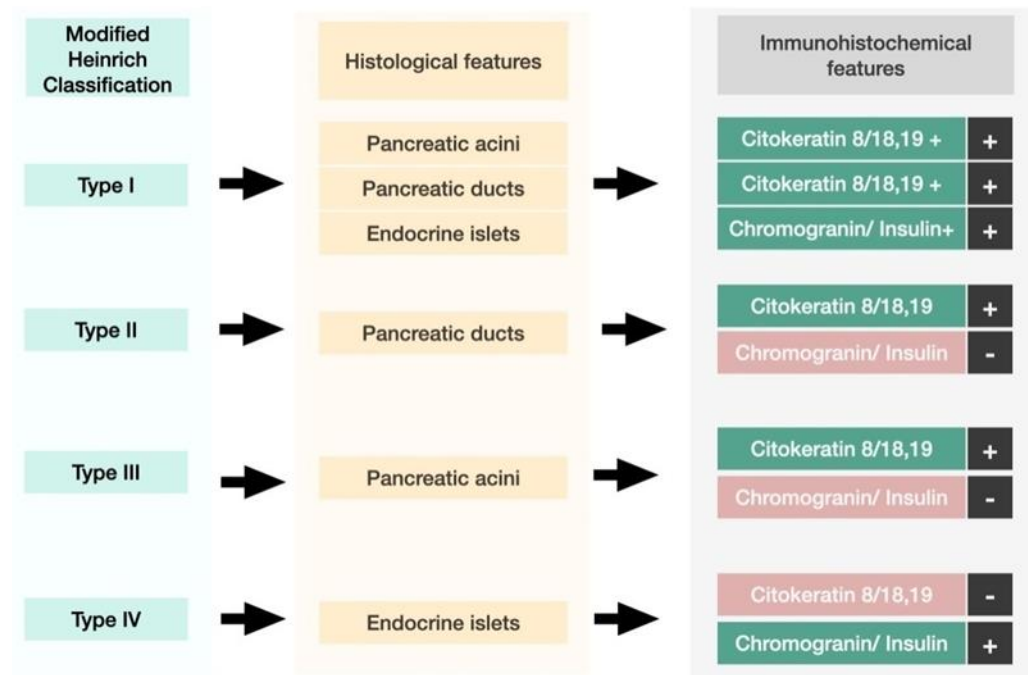 Modified
Heinrich
Classification
Histological features
Immunohistochemical
features
Type I
Pancreatic acini
Pancreatic ducts
Endocrine islets
Citokeratin 8/18,19 + +
Citokeratin 8/18,19 + +
Chromogranin/ Insulin+ +
Type II
Pancreatic ducts
Citokeratin 8/18,19 +
Chromogranin/ Insulin -
Type III
Pancreatic acini
Citokeratin 8/18,19 +
Chromogranin/ Insulin -
Type IV
Endocrine islets
Citokeratin 8/18,19 -
Chromogranin/ Insulin +